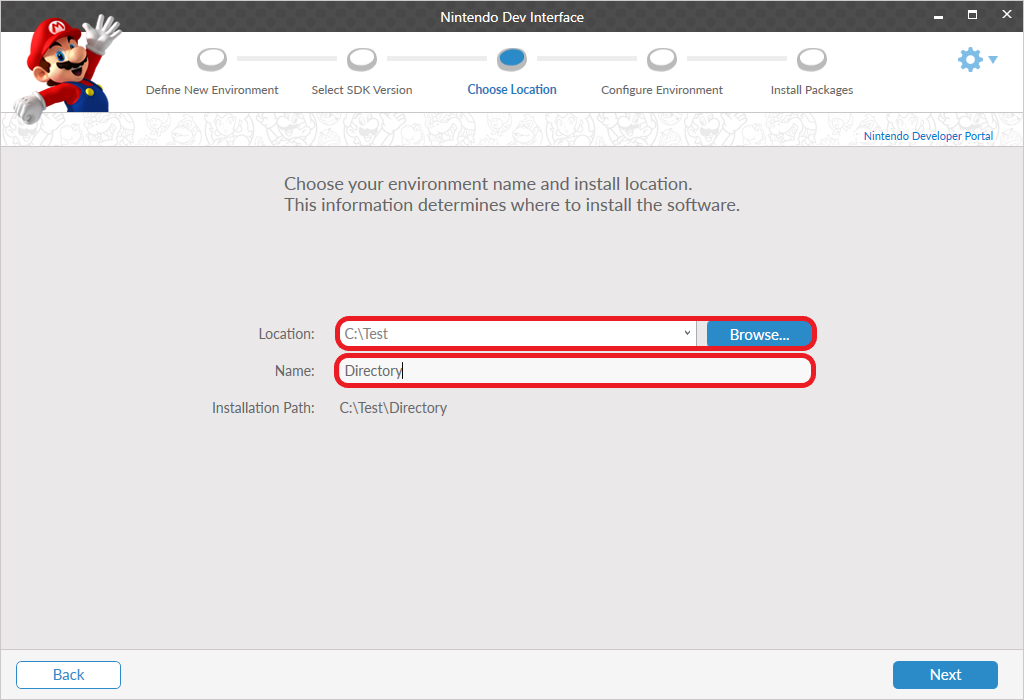 Nintendo Dev Interface
Define New Environment
Select SDK Version
Choose Location
Configure Environment
Install Packages
Nintendo Developer Portal
Choose your environment name and install location.
This information determines where to install the software.
Location: C:\Test Browse...
Name: Directory
Installation Path: C:\Test\Directory
Back Next